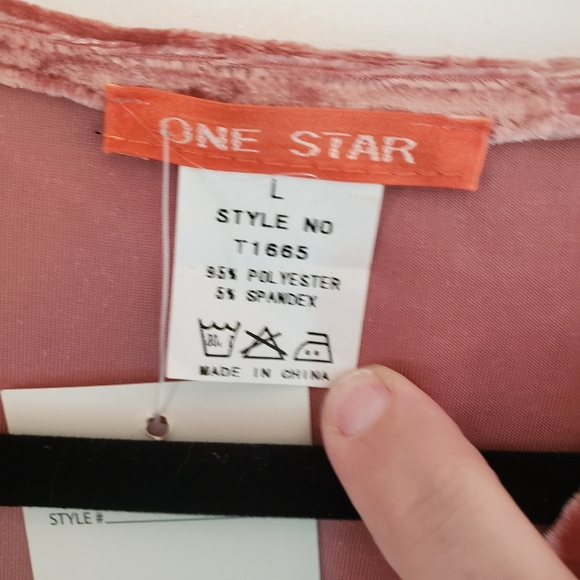 ONE STAR
L
STYLE NO
T1665
95% POLYESTER
5% SPANDEX
MADE IN CHINA
STYLE #